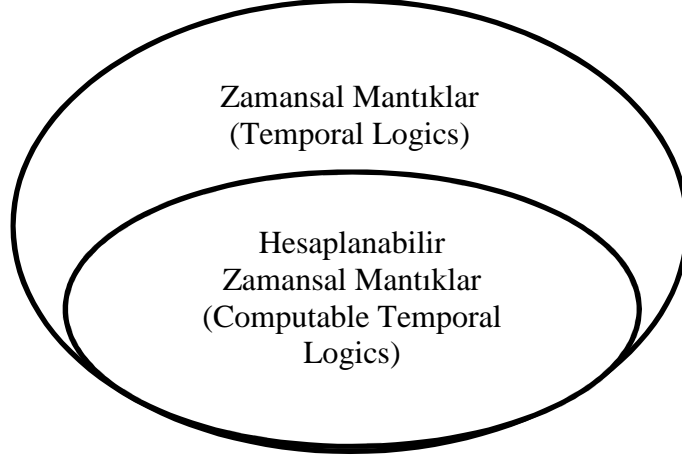 Zamansal Mantıklar
(Temporal Logics)
Hesaplanabilir
Zamansal Mantıklar
(Computable Temporal
Logics)